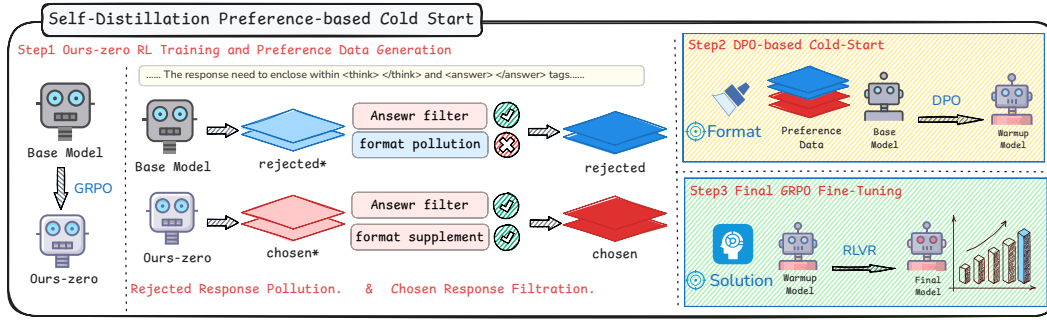 Self-Distillation Preference-based Cold Start
Step1 Ours-zero RL Training and Preference Data Generation
...... The response need to enclose within <think> </think> and <answer> </answer> tags......
Base Model
GRPO
Ours-zero
Base Model
rejected*
Ansewr filter
format pollution
rejected
Ours-zero
chosen*
Ansewr filter
format supplement
chosen
Rejected Response Pollution. & Chosen Response Filtration.
Step2 DPO-based Cold-Start
Format
Preference
Data
Base
Model
DPO
Warmup
Model
Step3 Final GRPO Fine-Tuning
Solution
Warmup
Model
RLVR
Final
Model